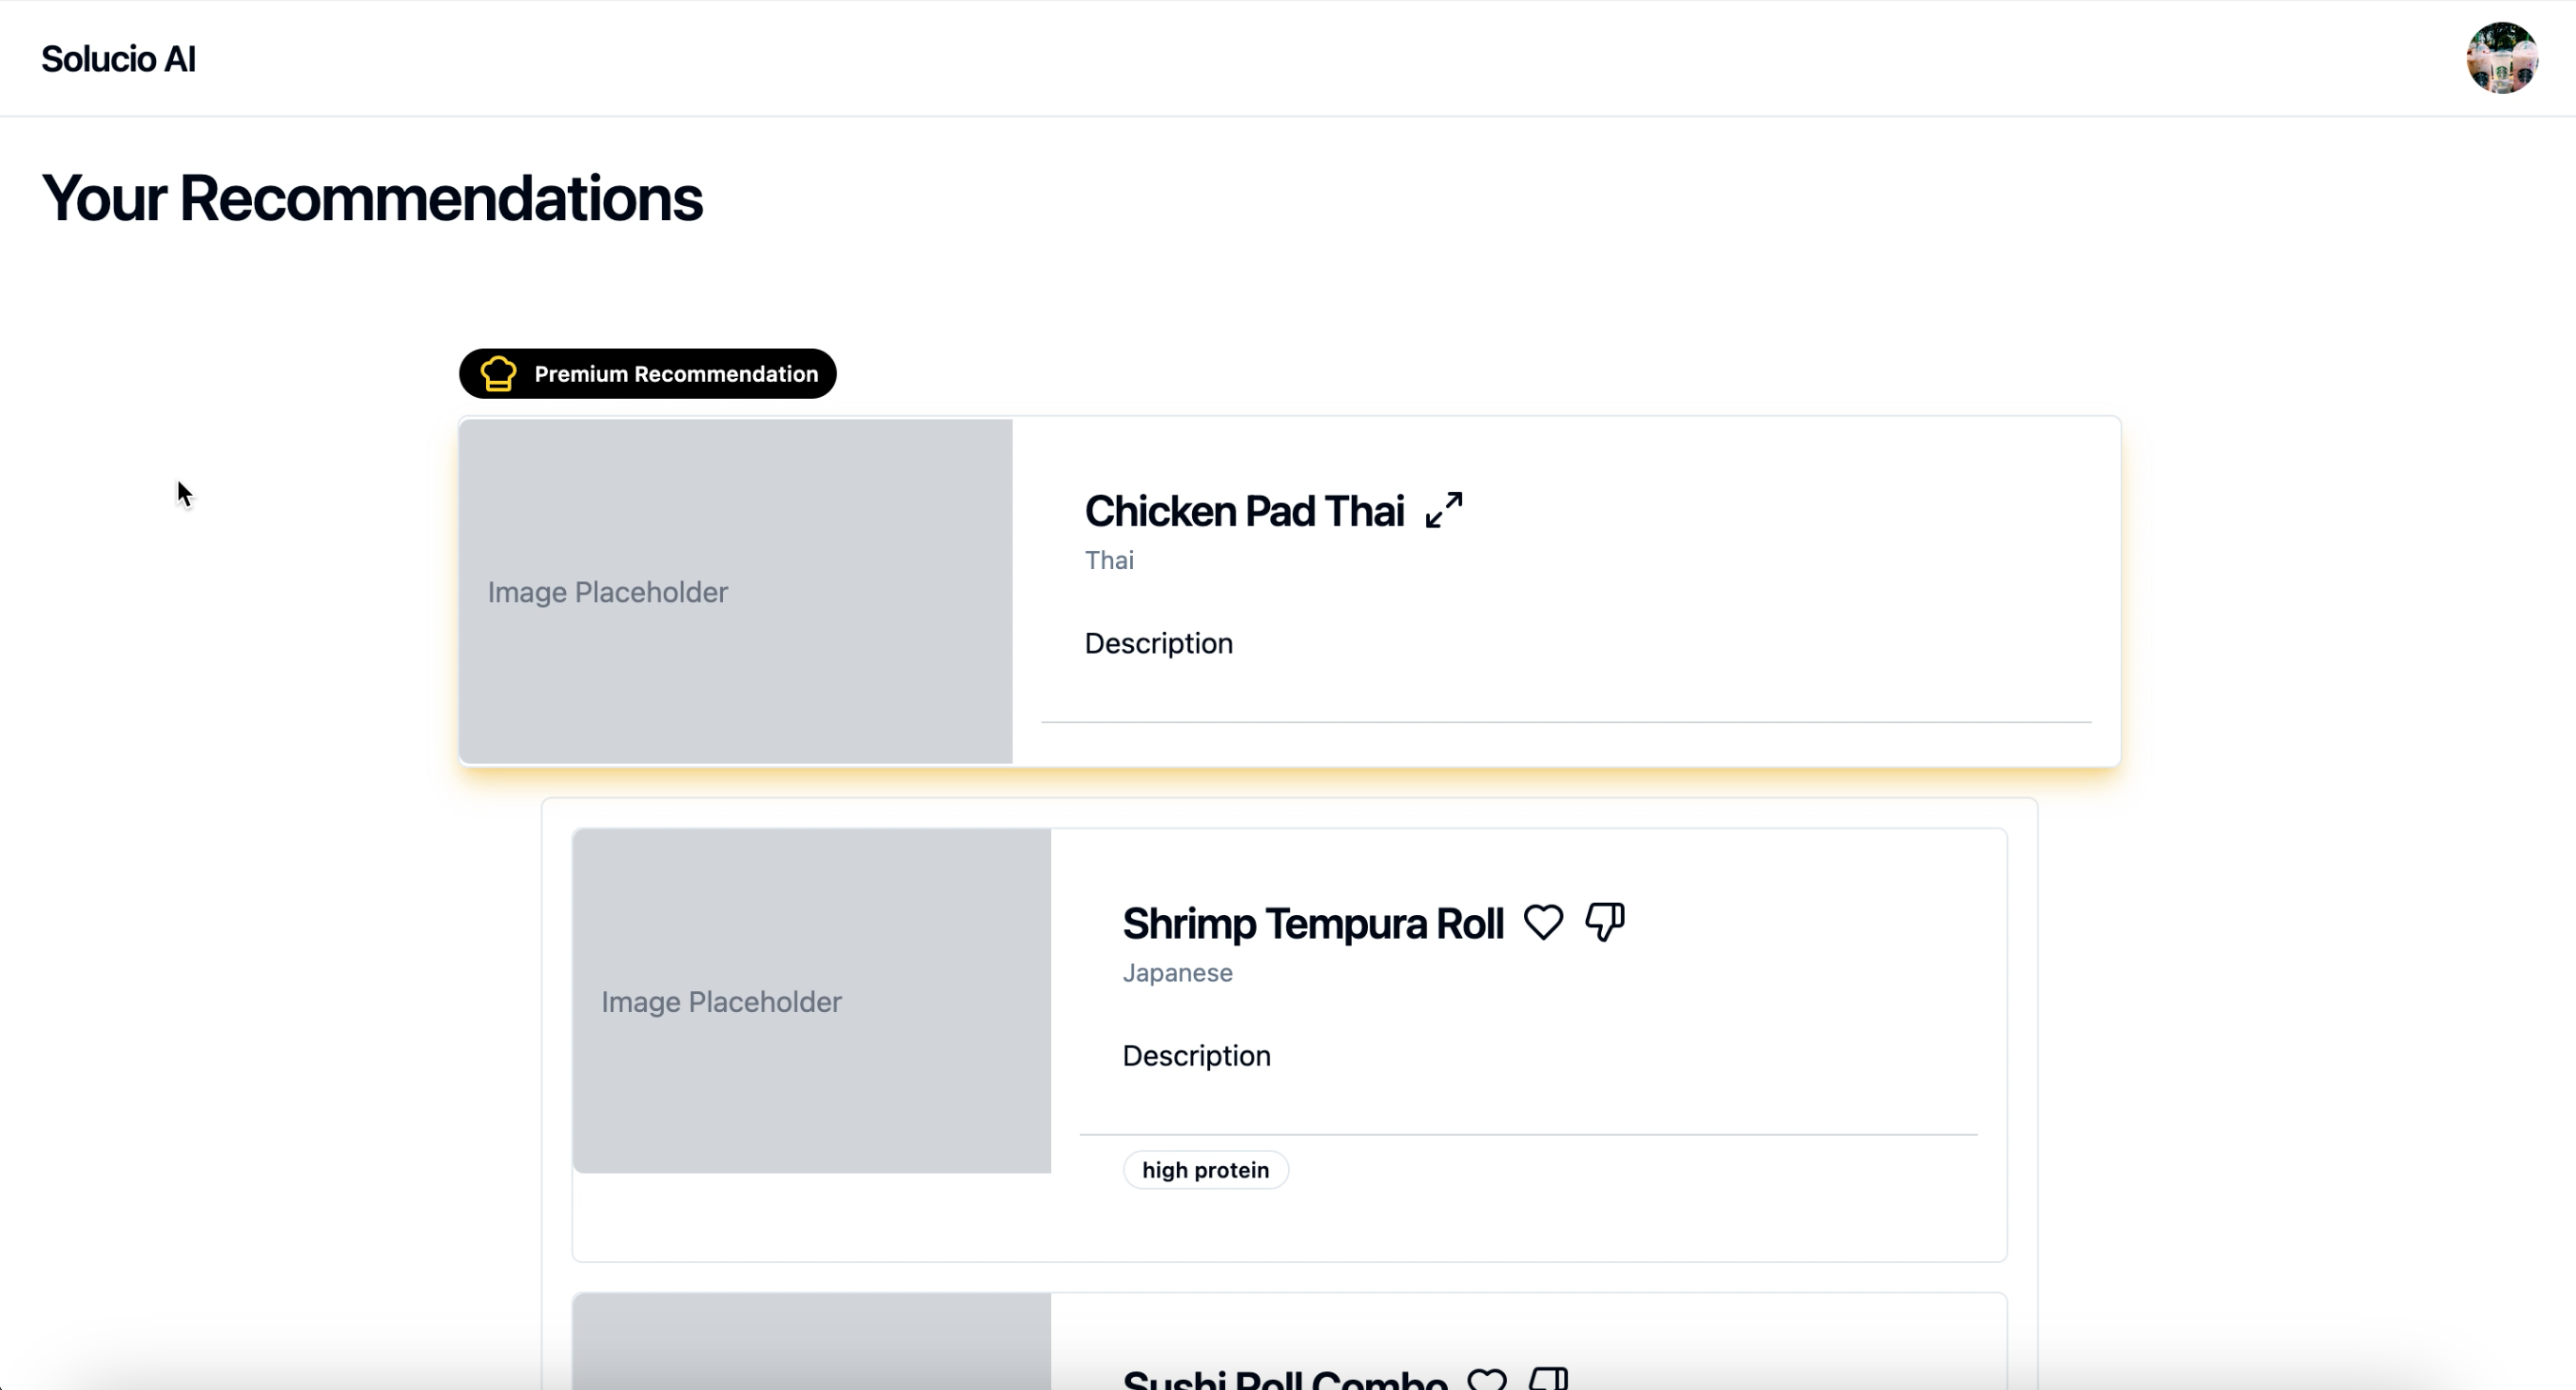 Solucio AI
Your Recommendations
Premium Recommendation
Image Placeholder
Chicken Pad Thai
Thai
Description
Image Placeholder
Shrimp Tempura Roll
Japanese
Description
high protein
Sushi Roll Combo